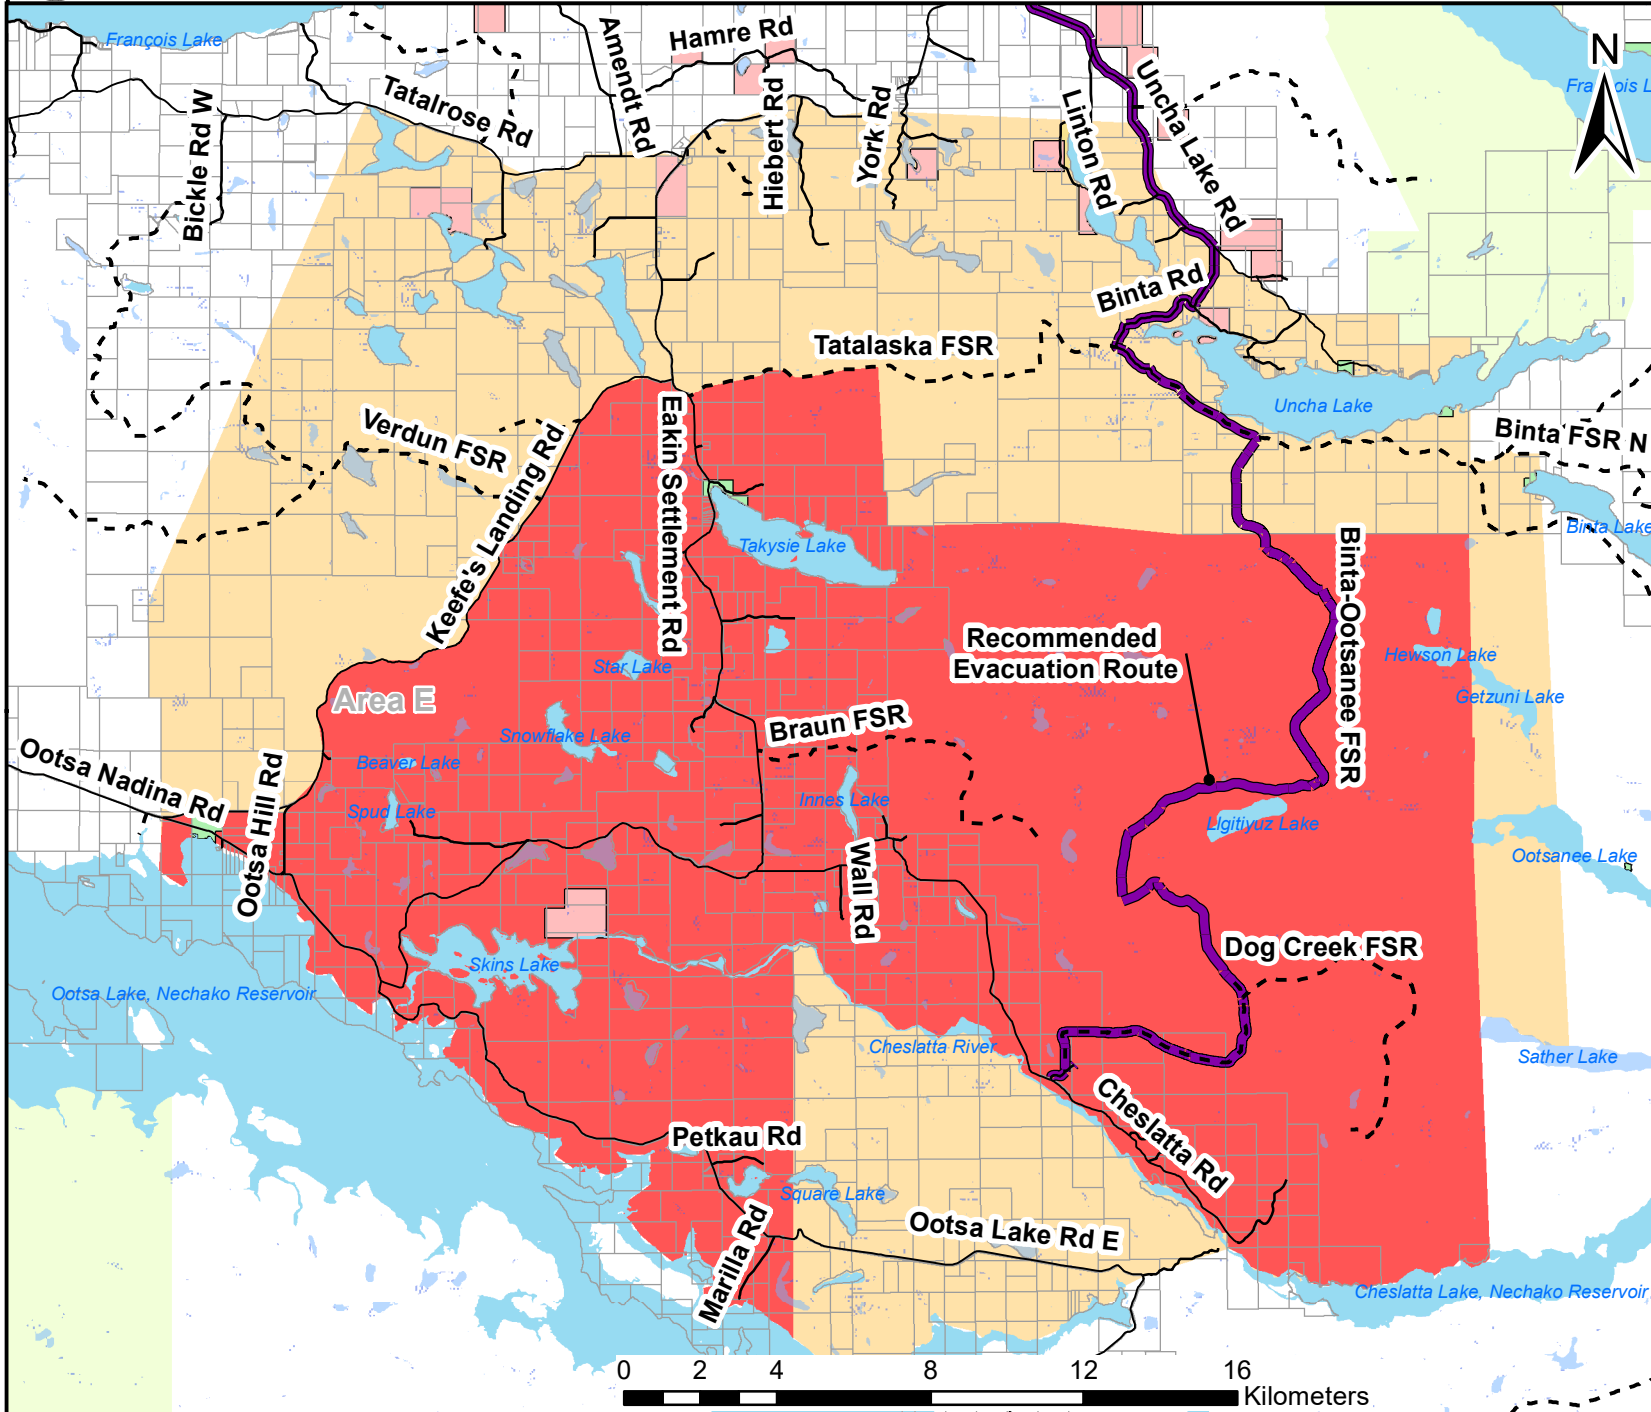 François Lake
Hamre Rd
Amendt Rd
N
Tatalrose Rd
Bickle Rd W
Hiebert Rd
York Rd
Linton Rd
Uncha Lake Rd
François L
Binta Rd
Tatalaska FSR
Uncha Lake
Verdun FSR
Keefe's Landing Rd
Eakin Settlement Rd
Binta FSR N
Binta Lake
Takysie Lake
Binta-Ootsanee FSR
Recommended
Evacuation Route
Star Lake
Hewson Lake
Getzuni Lake
Area E
Snowflake Lake
Braun FSR
Beaver Lake
Ootsa Nadina Rd
Ootsa Hill Rd
Spud Lake
Innes Lake
Llgitiyuz Lake
Ootsanee Lake
Wall Rd
Dog Creek FSR
Skins Lake
Ootsa Lake, Nechako Reservoir
Cheslatta River
Sather Lake
Cheslatta Rd
Petkau Rd
Square Lake
Marilla Rd
Ootsa Lake Rd E
Cheslatta Lake, Nechako Reservoir
0 2 4 8 12 16
Kilometers